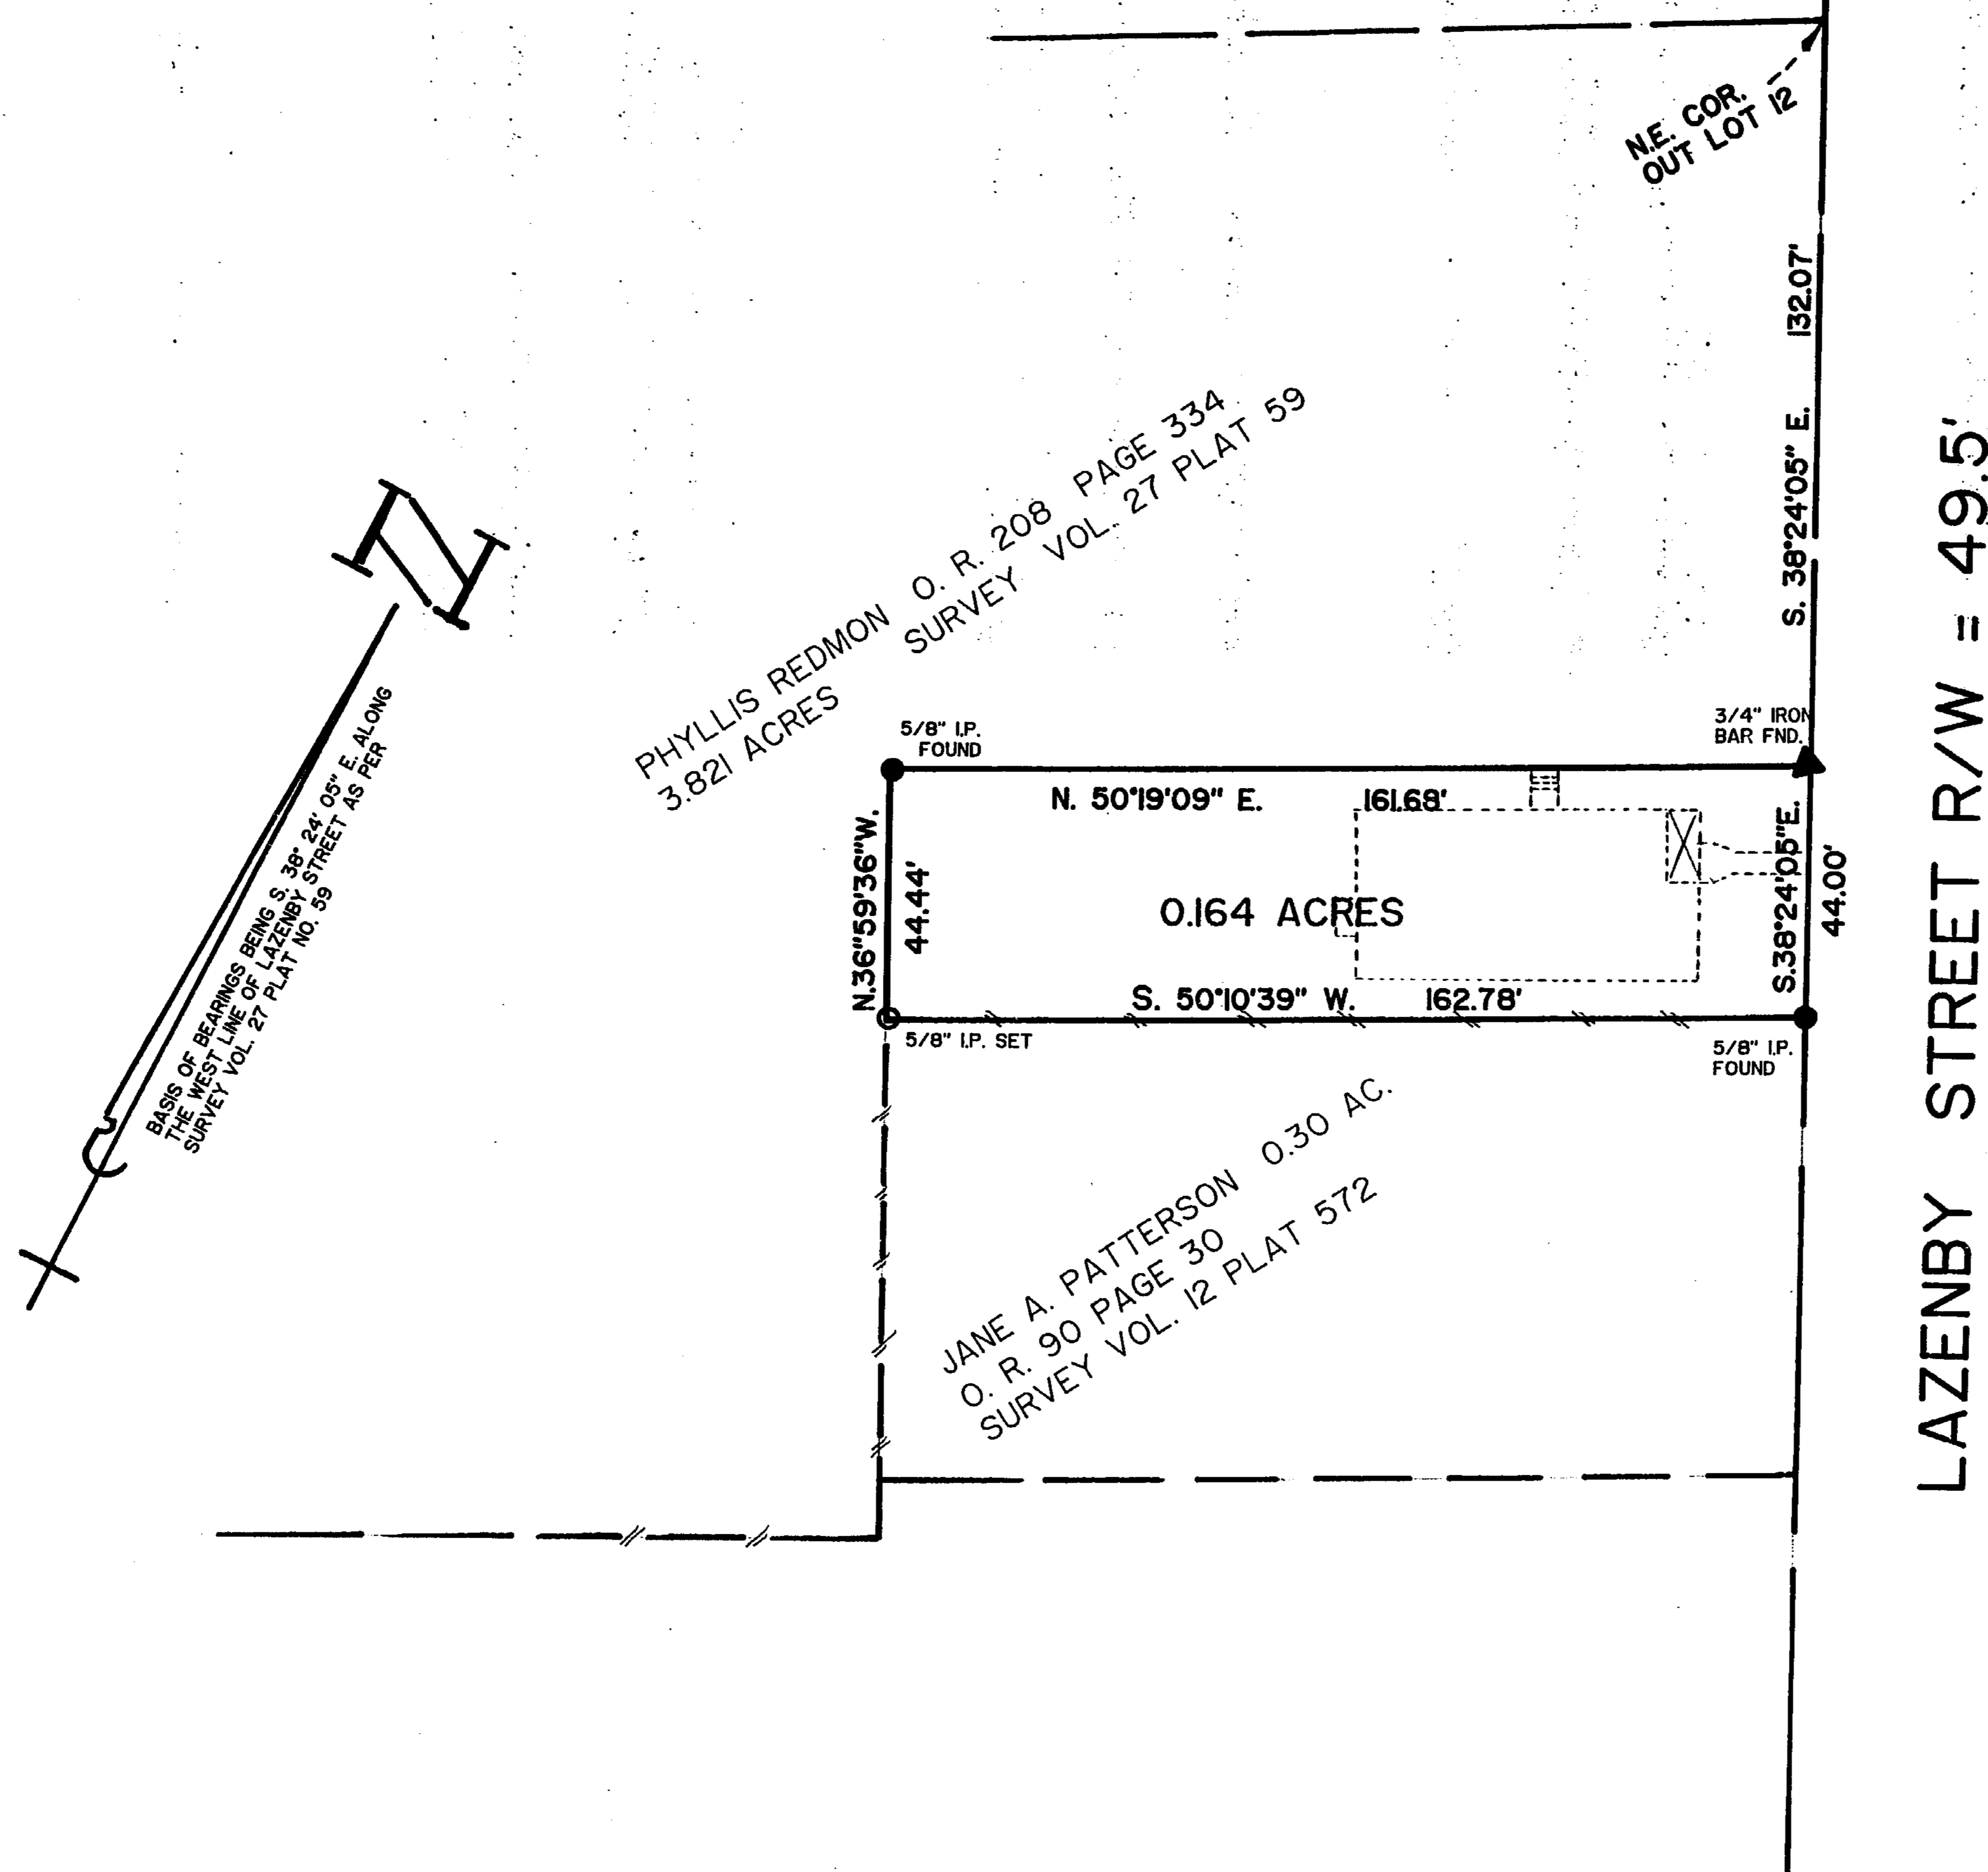 N.E. COR.
OUT LOT 12
S. 38°24'05" E. 132.07'
N
PHYLLIS REDMON O. R. 208 PAGE 334
3.821 ACRES SURVEY VOL. 27 PLAT 59
BASIS OF BEARINGS BEING S. 38° 24' 05" E. ALONG
THE WEST LINE OF LAZENBY STREET AS PER
SURVEY VOL. 27 PLAT NO. 59
5/8" I.P.
FOUND
3/4" IRON
BAR FND.
N. 50°19'09" E. 161.68'
N.36"59'36"W.
44.44'
0.164 ACRES
S.38°24'05"E.
44.00'
S. 50°10'39" W. 162.78'
5/8" I.P. SET
5/8" I.P.
FOUND
JANE A. PATTERSON 0.30 AC.
O. R. 90 PAGE 30
SURVEY VOL. 12 PLAT 572
LAZENBY STREET R/W = 49.5'